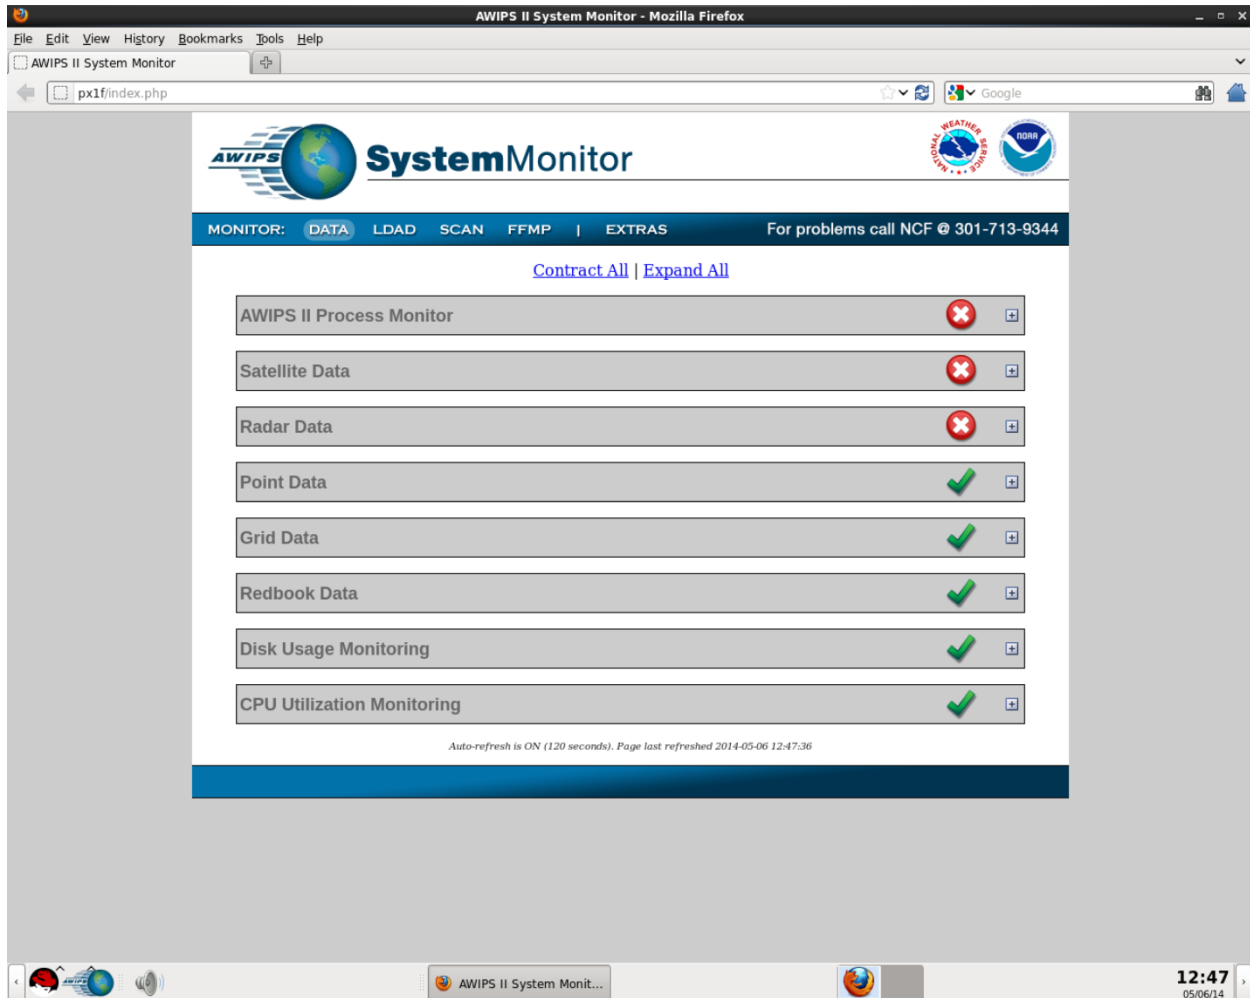 AWIPS II System Monitor - Mozilla Firefox
File Edit View History Bookmarks Tools Help
AWIPS II System Monitor
px1f/index.php
Google
AWIPS
SystemMonitor
NATIONAL WEATHER SERVICE
NOAA
MONITOR: DATA LDAD SCAN FFMP | EXTRAS For problems call NCF @ 301-713-9344
Contract All | Expand All
AWIPS II Process Monitor
Satellite Data
Radar Data
Point Data
Grid Data
Redbook Data
Disk Usage Monitoring
CPU Utilization Monitoring
Auto-refresh is ON (120 seconds). Page last refreshed 2014-05-06 12:47:36
AWIPS II System Monit...
12:47
05/06/14